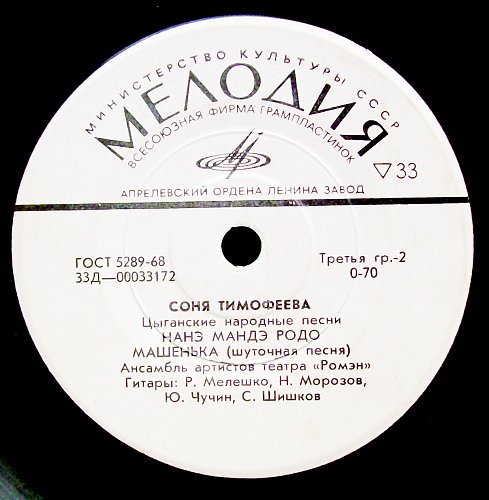 МИНИСТЕРСТВО КУЛЬТУРЫ СССР
МЕЛОДИЯ
ВСЕСОЮЗНАЯ ФИРМА ГРАМПЛАСТИНОК
33
АПРЕЛЕВСКИЙ ОРДЕНА ЛЕНИНА ЗАВОД
ГОСТ 5289-68
33Д—00033172
Третья гр.-2
0-70
СОНЯ ТИМОФЕЕВА
Цыганские народные песни
НАНЭ МАНДЭ РОДО
МАШЕНЬКА (шуточная песня)
Ансамбль артистов театра «Ромэн»
Гитары: Р. Мелешко, Н. Морозов,
Ю. Чучин, С. Шишков